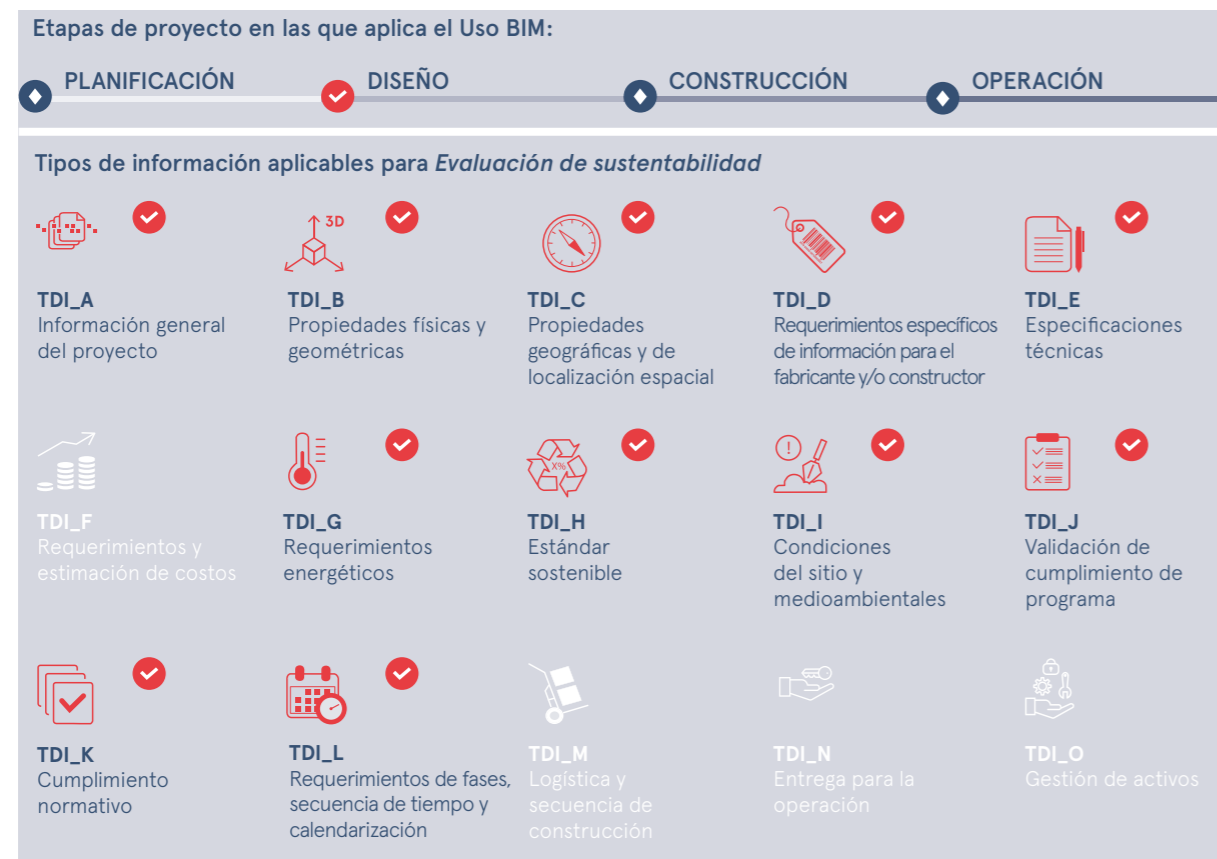 Etapas de proyecto en las que aplica el Uso BIM:
PLANIFICACIÓN DISEÑO CONSTRUCCIÓN OPERACIÓN
Tipos de información aplicables para Evaluación de sustentabilidad
3D
TDI_A
Información general
del proyecto
TDI_B
Propiedades físicas y
geométricas
TDI_C
Propiedades
geográficas y de
localización espacial
TDI_D
Requerimientos específicos
de información para el
fabricante y/o constructor
TDI_E
Especificaciones
técnicas
TDI_F
Requerimientos y
estimación de costos
TDI_G
Requerimientos
energéticos
X%
TDI_H
Estándar
sostenible
TDI_I
Condiciones
del sitio y
medioambientales
TDI_J
Validación de
cumplimiento de
programa
TDI_K
Cumplimiento
normativo
TDI_L
Requerimientos de fases,
secuencia de tiempo y
calendarización
TDI_M
Logística y
secuencia de
construcción
TDI_N
Entrega para la
operación
TDI_O
Gestión de activos